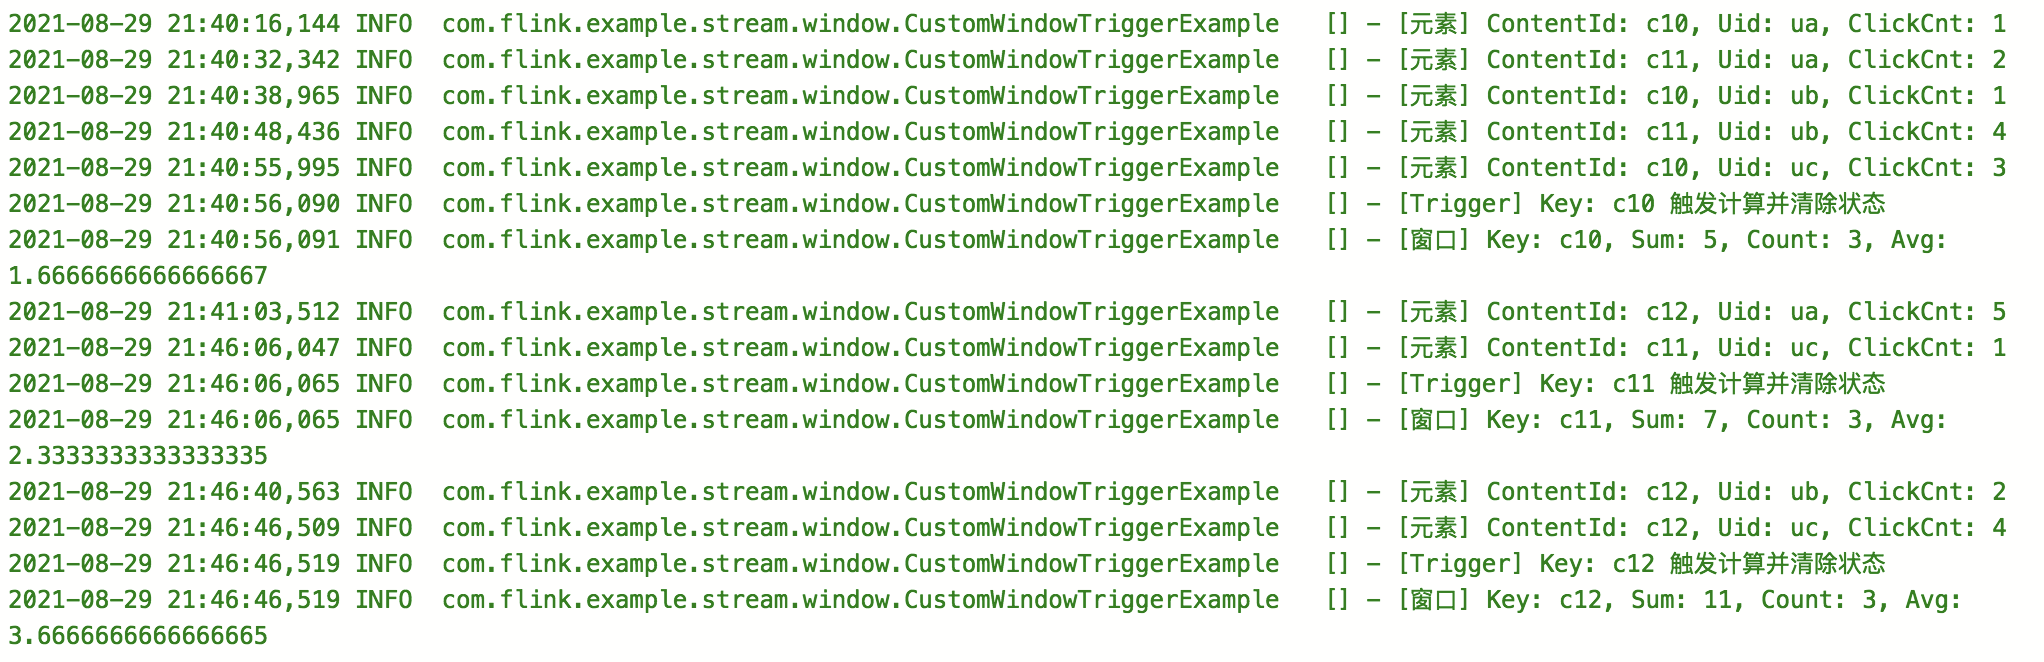 2021-08-29 21:40:16,144 INFO  com.flink.example.stream.window.CustomWindowTriggerExample   [] - [元素] ContentId: c10, Uid: ua, ClickCnt: 1
2021-08-29 21:40:32,342 INFO  com.flink.example.stream.window.CustomWindowTriggerExample   [] - [元素] ContentId: c11, Uid: ua, ClickCnt: 2
2021-08-29 21:40:38,965 INFO  com.flink.example.stream.window.CustomWindowTriggerExample   [] - [元素] ContentId: c10, Uid: ub, ClickCnt: 1
2021-08-29 21:40:48,436 INFO  com.flink.example.stream.window.CustomWindowTriggerExample   [] - [元素] ContentId: c11, Uid: ub, ClickCnt: 4
2021-08-29 21:40:55,995 INFO  com.flink.example.stream.window.CustomWindowTriggerExample   [] - [元素] ContentId: c10, Uid: uc, ClickCnt: 3
2021-08-29 21:40:56,090 INFO  com.flink.example.stream.window.CustomWindowTriggerExample   [] - [Trigger] Key: c10 触发计算并清除状态
2021-08-29 21:40:56,091 INFO  com.flink.example.stream.window.CustomWindowTriggerExample   [] - [窗口] Key: c10, Sum: 5, Count: 3, Avg:
1.6666666666666667
2021-08-29 21:41:03,512 INFO  com.flink.example.stream.window.CustomWindowTriggerExample   [] - [元素] ContentId: c12, Uid: ua, ClickCnt: 5
2021-08-29 21:46:06,047 INFO  com.flink.example.stream.window.CustomWindowTriggerExample   [] - [元素] ContentId: c11, Uid: uc, ClickCnt: 1
2021-08-29 21:46:06,065 INFO  com.flink.example.stream.window.CustomWindowTriggerExample   [] - [Trigger] Key: c11 触发计算并清除状态
2021-08-29 21:46:06,065 INFO  com.flink.example.stream.window.CustomWindowTriggerExample   [] - [窗口] Key: c11, Sum: 7, Count: 3, Avg:
2.3333333333333335
2021-08-29 21:46:40,563 INFO  com.flink.example.stream.window.CustomWindowTriggerExample   [] - [元素] ContentId: c12, Uid: ub, ClickCnt: 2
2021-08-29 21:46:46,509 INFO  com.flink.example.stream.window.CustomWindowTriggerExample   [] - [元素] ContentId: c12, Uid: uc, ClickCnt: 4
2021-08-29 21:46:46,519 INFO  com.flink.example.stream.window.CustomWindowTriggerExample   [] - [Trigger] Key: c12 触发计算并清除状态
2021-08-29 21:46:46,519 INFO  com.flink.example.stream.window.CustomWindowTriggerExample   [] - [窗口] Key: c12, Sum: 11, Count: 3, Avg:
3.6666666666666665